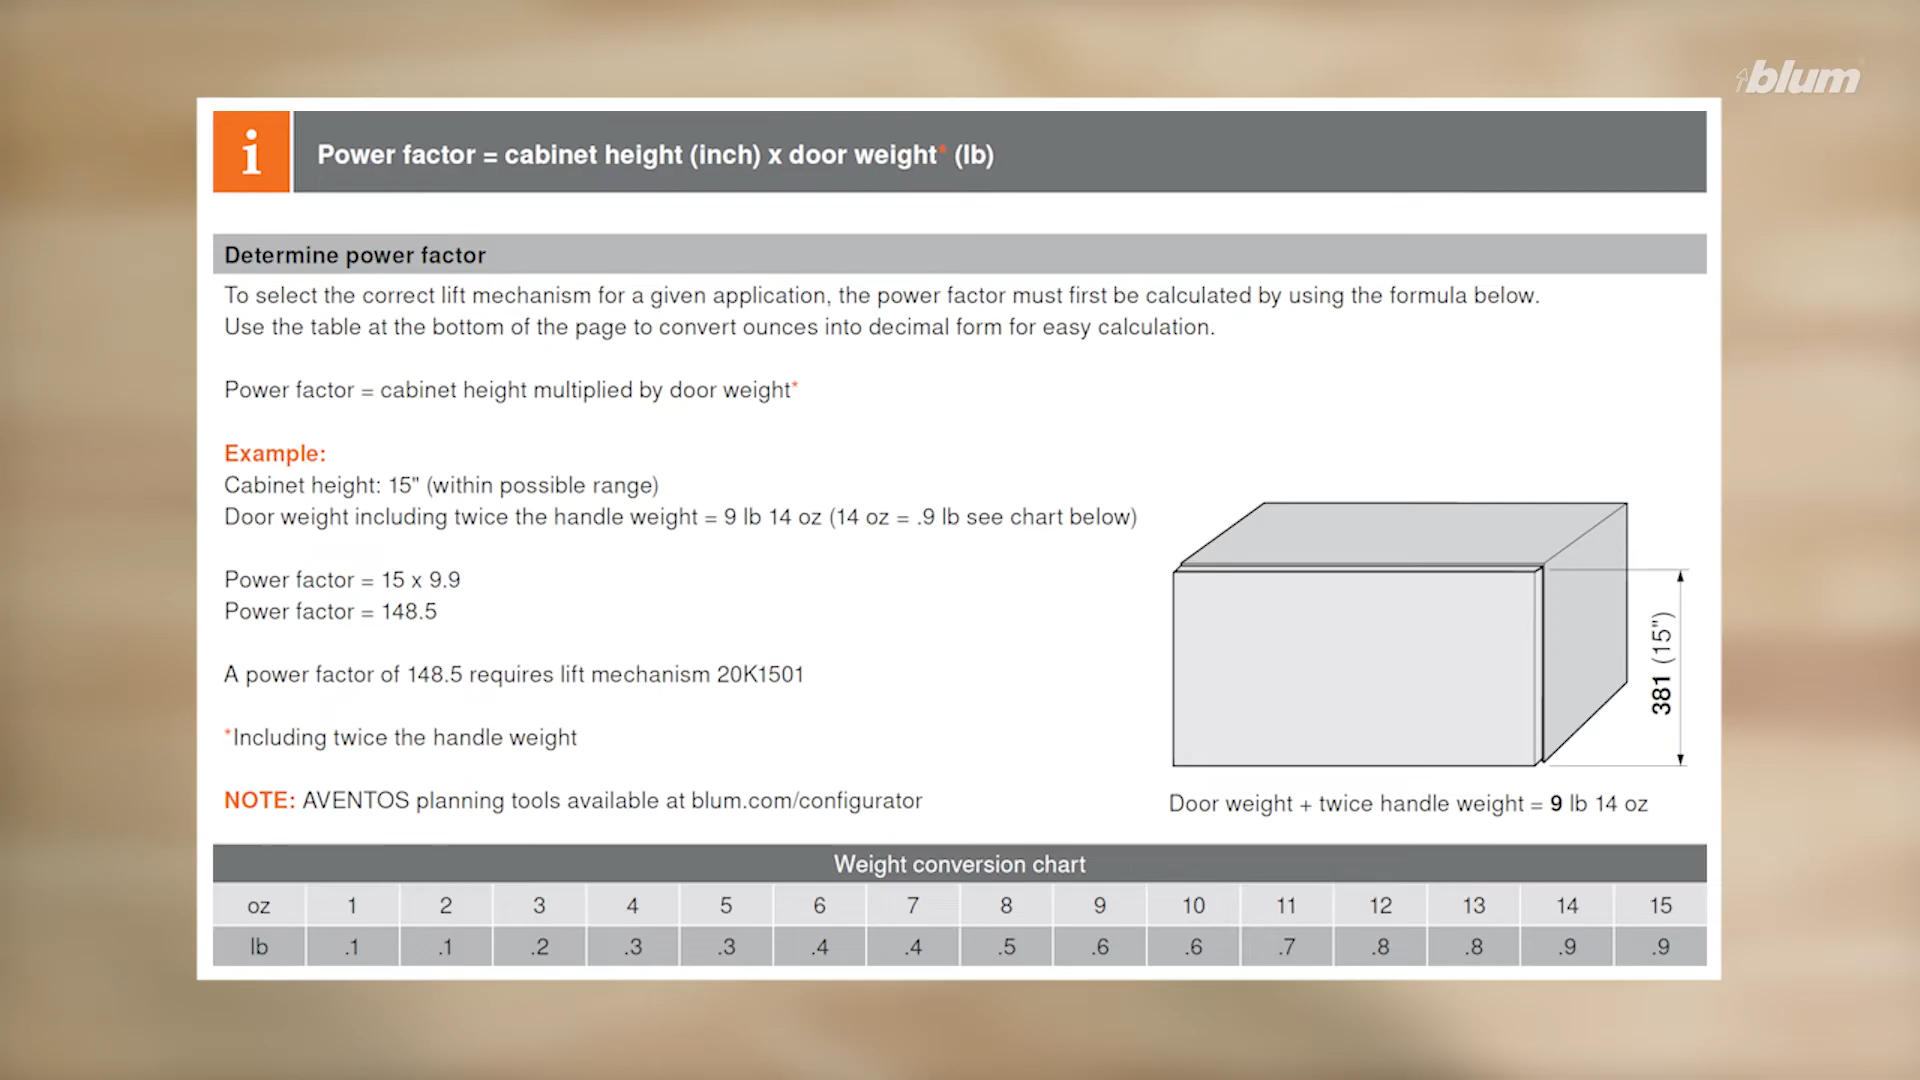 blum
i
Power factor = cabinet height (inch) x door weight* (lb)
Determine power factor
To select the correct lift mechanism for a given application, the power factor must first be calculated by using the formula below.
Use the table at the bottom of the page to convert ounces into decimal form for easy calculation.
Power factor = cabinet height multiplied by door weight*
Example:
Cabinet height: 15" (within possible range)
Door weight including twice the handle weight = 9 lb 14 oz (14 oz = .9 lb see chart below)
Power factor = 15 x 9.9
Power factor = 148.5
A power factor of 148.5 requires lift mechanism 20K1501
*Including twice the handle weight
NOTE: AVENTOS planning tools available at blum.com/configurator
381 (15")
Door weight + twice handle weight = 9 lb 14 oz
Weight conversion chart
oz 1 2 3 4 5 6 7 8 9 10 11 12 13 14 15
lb .1 .1 .2 .3 .3 .4 .4 .5 .6 .6 .7 .8 .8 .9 .9